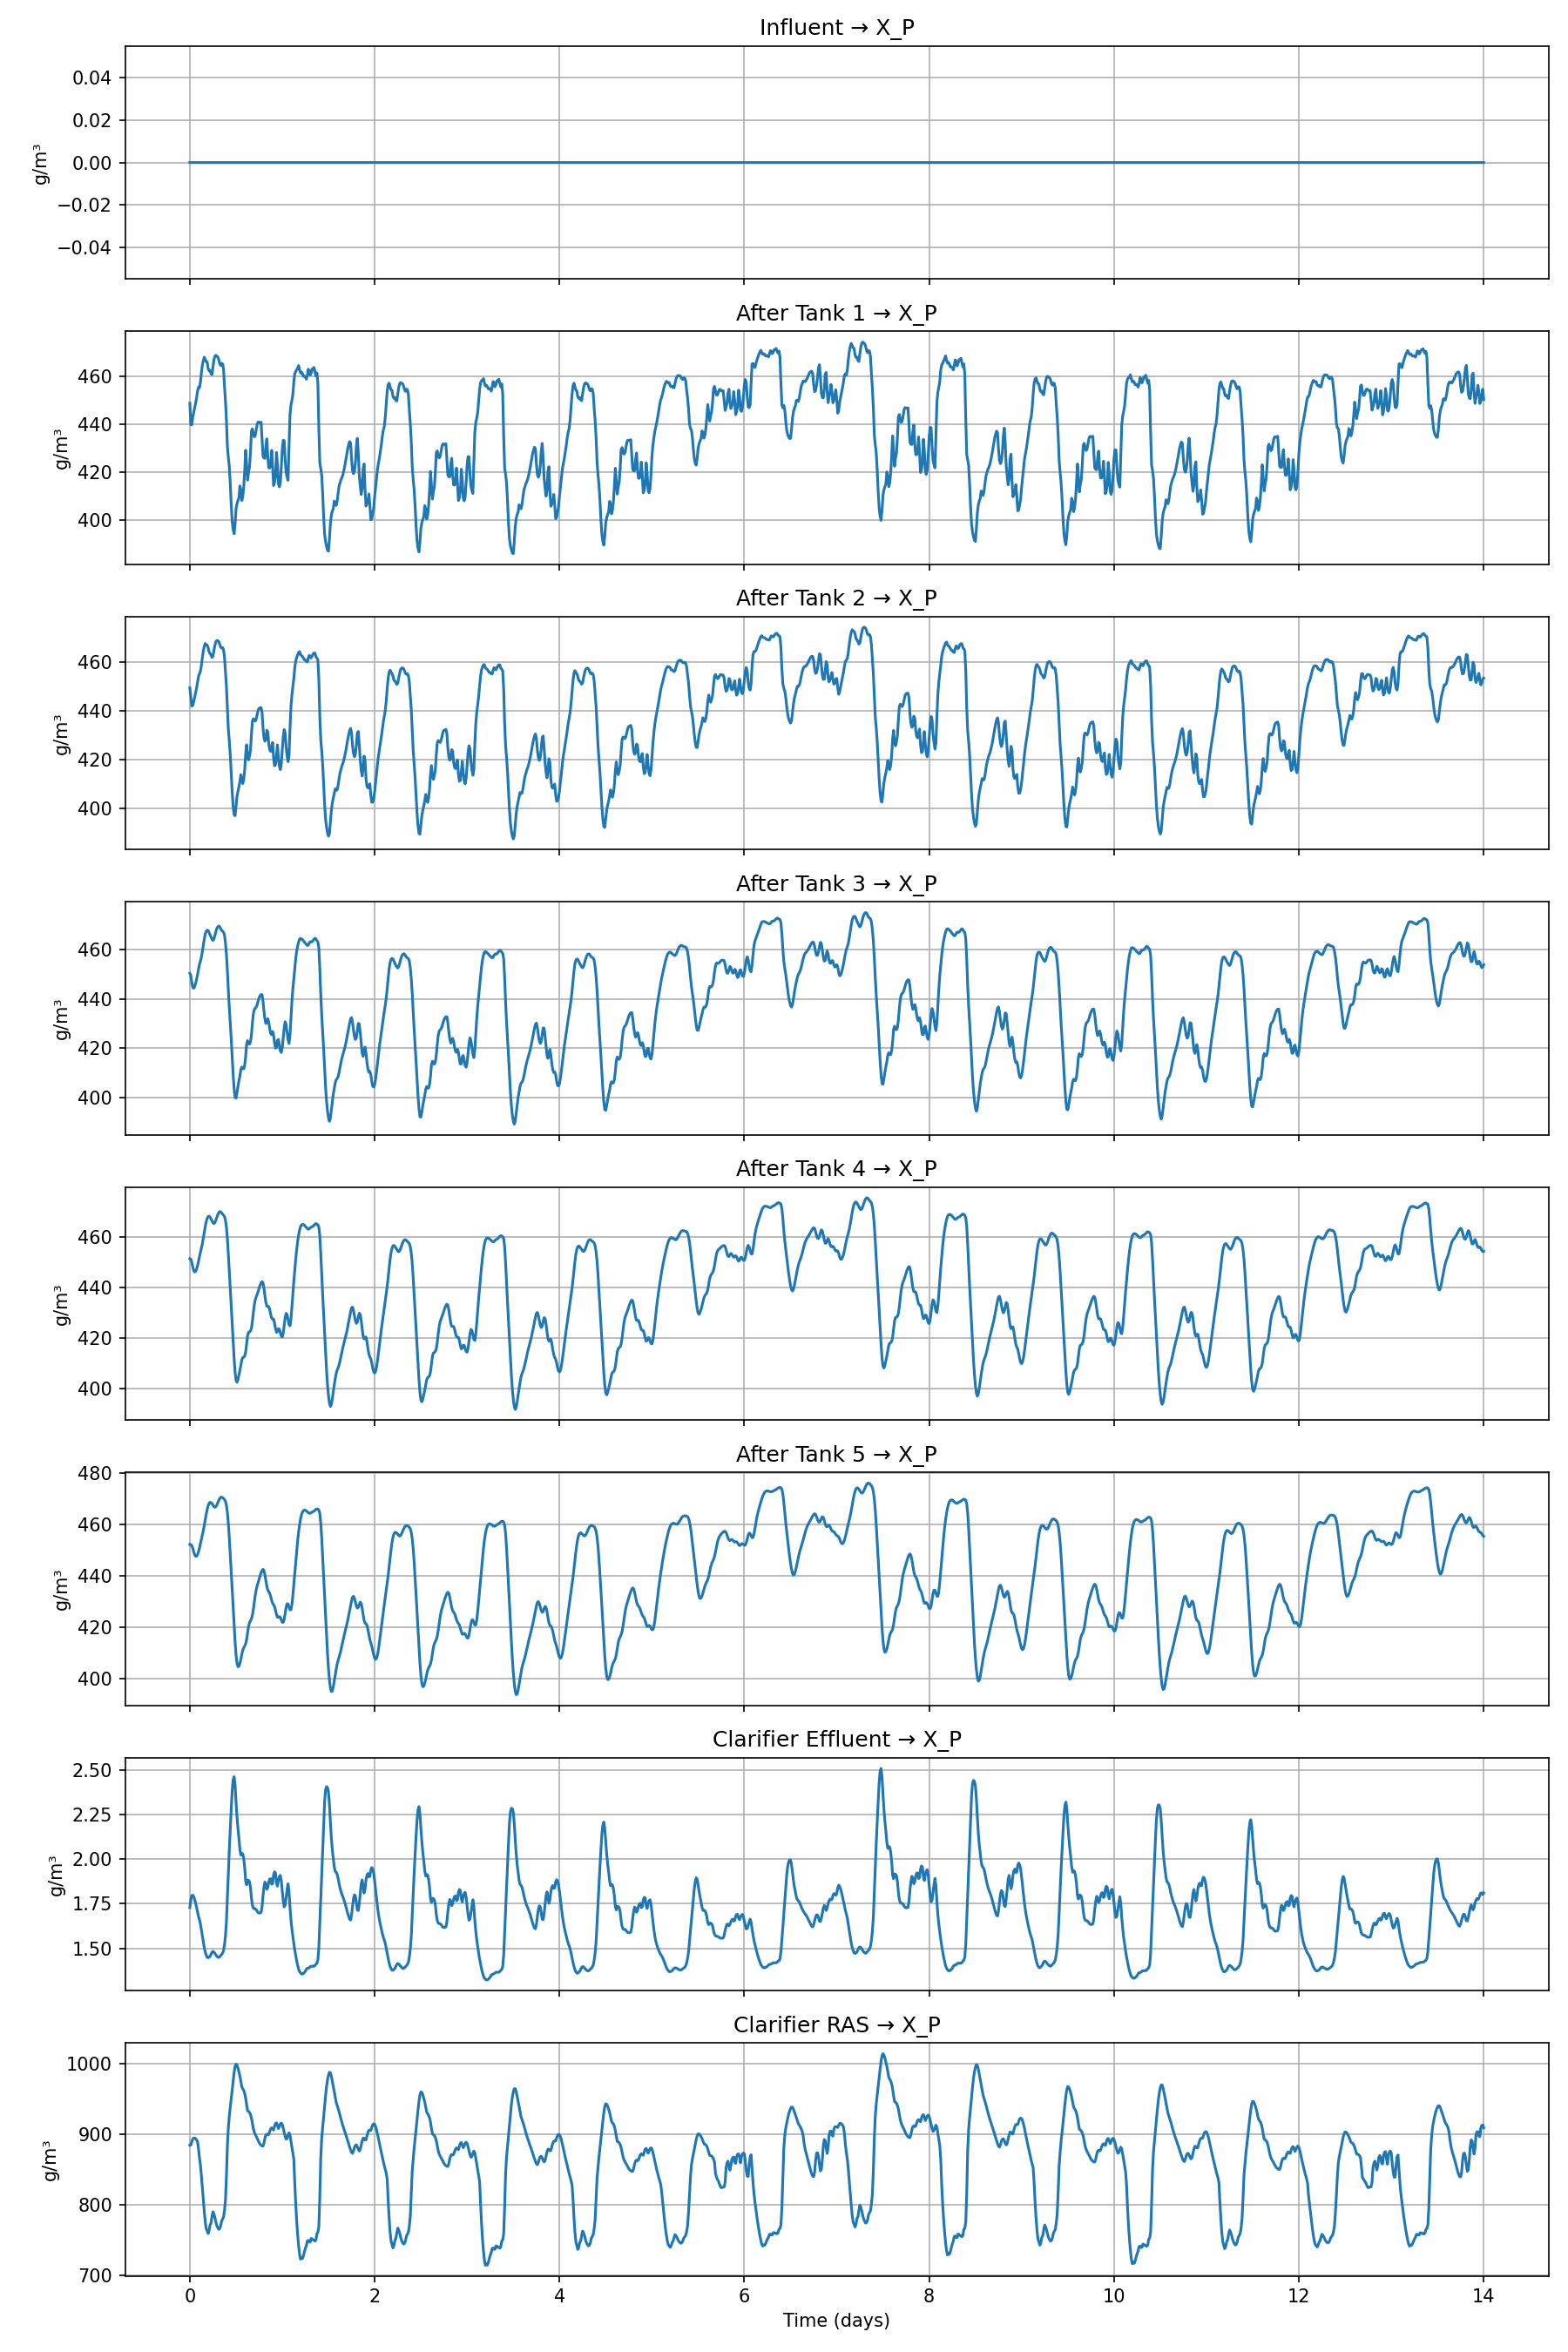 Influent → X_P
0.04
0.02
0.00
−0.02
−0.04
g/m³
After Tank 1 → X_P
460
440
420
400
g/m³
After Tank 2 → X_P
460
440
420
400
g/m³
After Tank 3 → X_P
460
440
420
400
g/m³
After Tank 4 → X_P
460
440
420
400
g/m³
After Tank 5 → X_P
480
460
440
420
400
g/m³
Clarifier Effluent → X_P
2.50
2.25
2.00
1.75
1.50
g/m³
Clarifier RAS → X_P
1000
900
800
700
g/m³
0 2 4 6 8 10 12 14
Time (days)